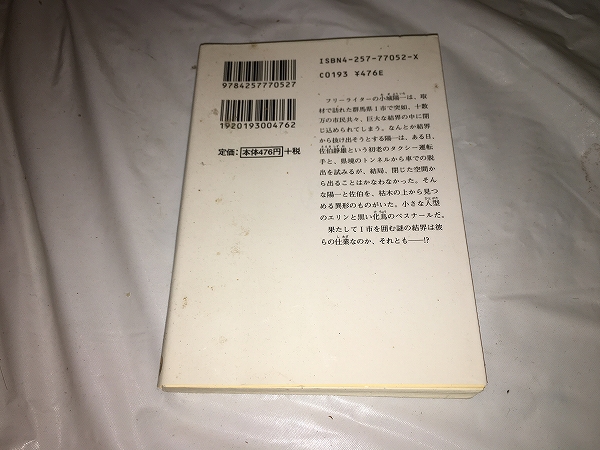 9784257770527
ISBN4-257-77052-X
C0193 ¥476E
1920193004762
定価:本体476円+税
フリーライターの小城陽一は、取
材で訪れた群馬県I市で突如、十数
万の市民共々、巨大な結界の中に閉
じ込められてしまう。なんとか結界
から抜け出そうとする陽一は、ある日、
佐伯静雄という初老のタクシー運転
手と、県境のトンネルから車での脱
出を試みるが、結局、閉じた空間か
ら出ることはかなわなかった。そん
な陽一と佐伯を、枯木の上から見つ
める異形のものがいた。小さな人型
のエリンと黒い化鳥のベスナールだ。
果たしてI市を囲む謎の結界は彼
らの仕業なのか、それとも——!?